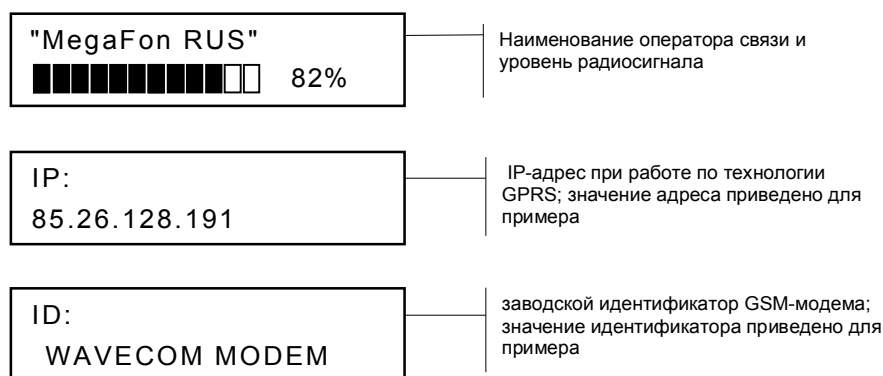 "MegaFon RUS"
82%
Наименование оператора связи и
уровень радиосигнала
IP:
85.26.128.191
IP-адрес при работе по технологии
GPRS; значение адреса приведено для
примера
ID:
WAVECOM MODEM
заводской идентификатор GSM-модема;
значение идентификатора приведено для
примера